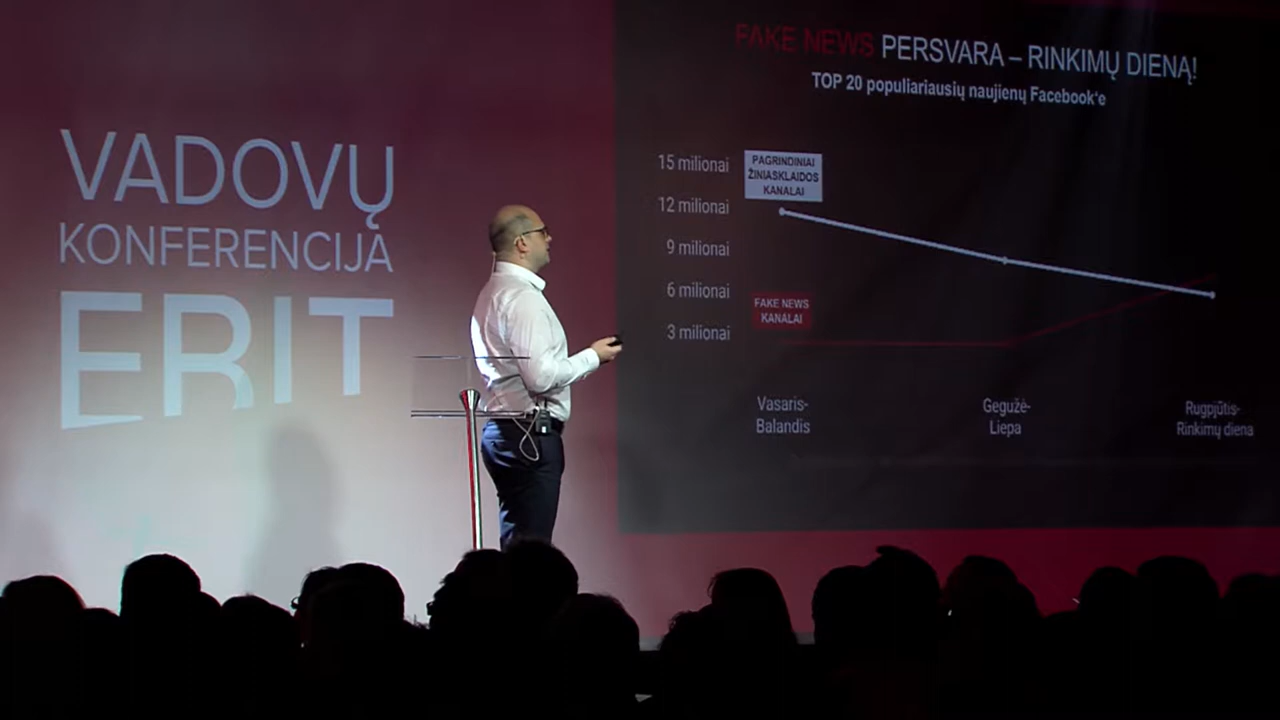 VADOVŲ
KONFERENCIJA
EBIT
FAKE NEWS PERSVARA – RINKIMŲ DIENĄ!
TOP 20 populiariausių naujienų Facebook‘e
15 milionai
PAGRINDINIAI
ŽINIASKLAIDOS
KANALAI
12 milionai
9 milionai
6 milionai
FAKE NEWS
KANALAI
3 milionai
Vasaris-
Balandis
Gegužė-
Liepa
Rugpjūtis-
Rinkimų diena